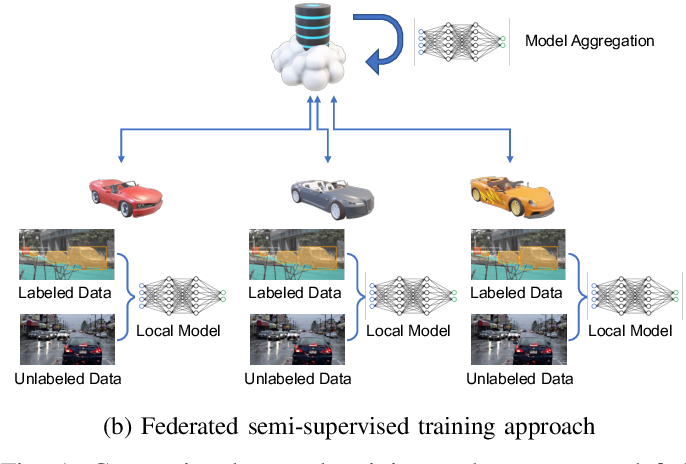 Model Aggregation
Labeled Data
Labeled Data
Labeled Data
Local Model
Local Model
Local Model
Unlabeled Data
Unlabeled Data
Unlabeled Data
(b) Federated semi-supervised training approach